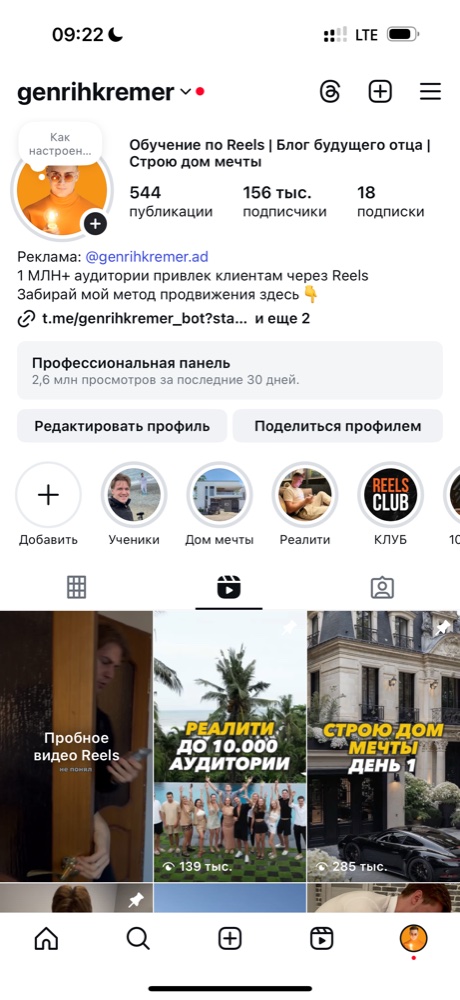 09:22
LTE
genrihkremer
Как
настроен...
Обучение по Reels | Блог будущего отца |
Строю дом мечты
544
публикации
156 тыс.
подписчики
18
подписки
Реклама: @genrihkremer.ad
1 МЛН+ аудитории привлек клиентам через Reels
Забирай мой метод продвижения здесь 👇
t.me/genrihkremer_bot?sta... и еще 2
Профессиональная панель
2,6 млн просмотров за последние 30 дней.
Редактировать профиль
Поделиться профилем
REELS
CLUB
Добавить
Ученики
Дом мечты
Реалити
КЛУБ
10
Пробное
видео Reels
не понял
РЕАЛИТИ
ДО 10.000
АУДИТОРИИ
139 тыс.
СТРОЮ ДОМ
МЕЧТЫ
ДЕНЬ 1
285 тыс.